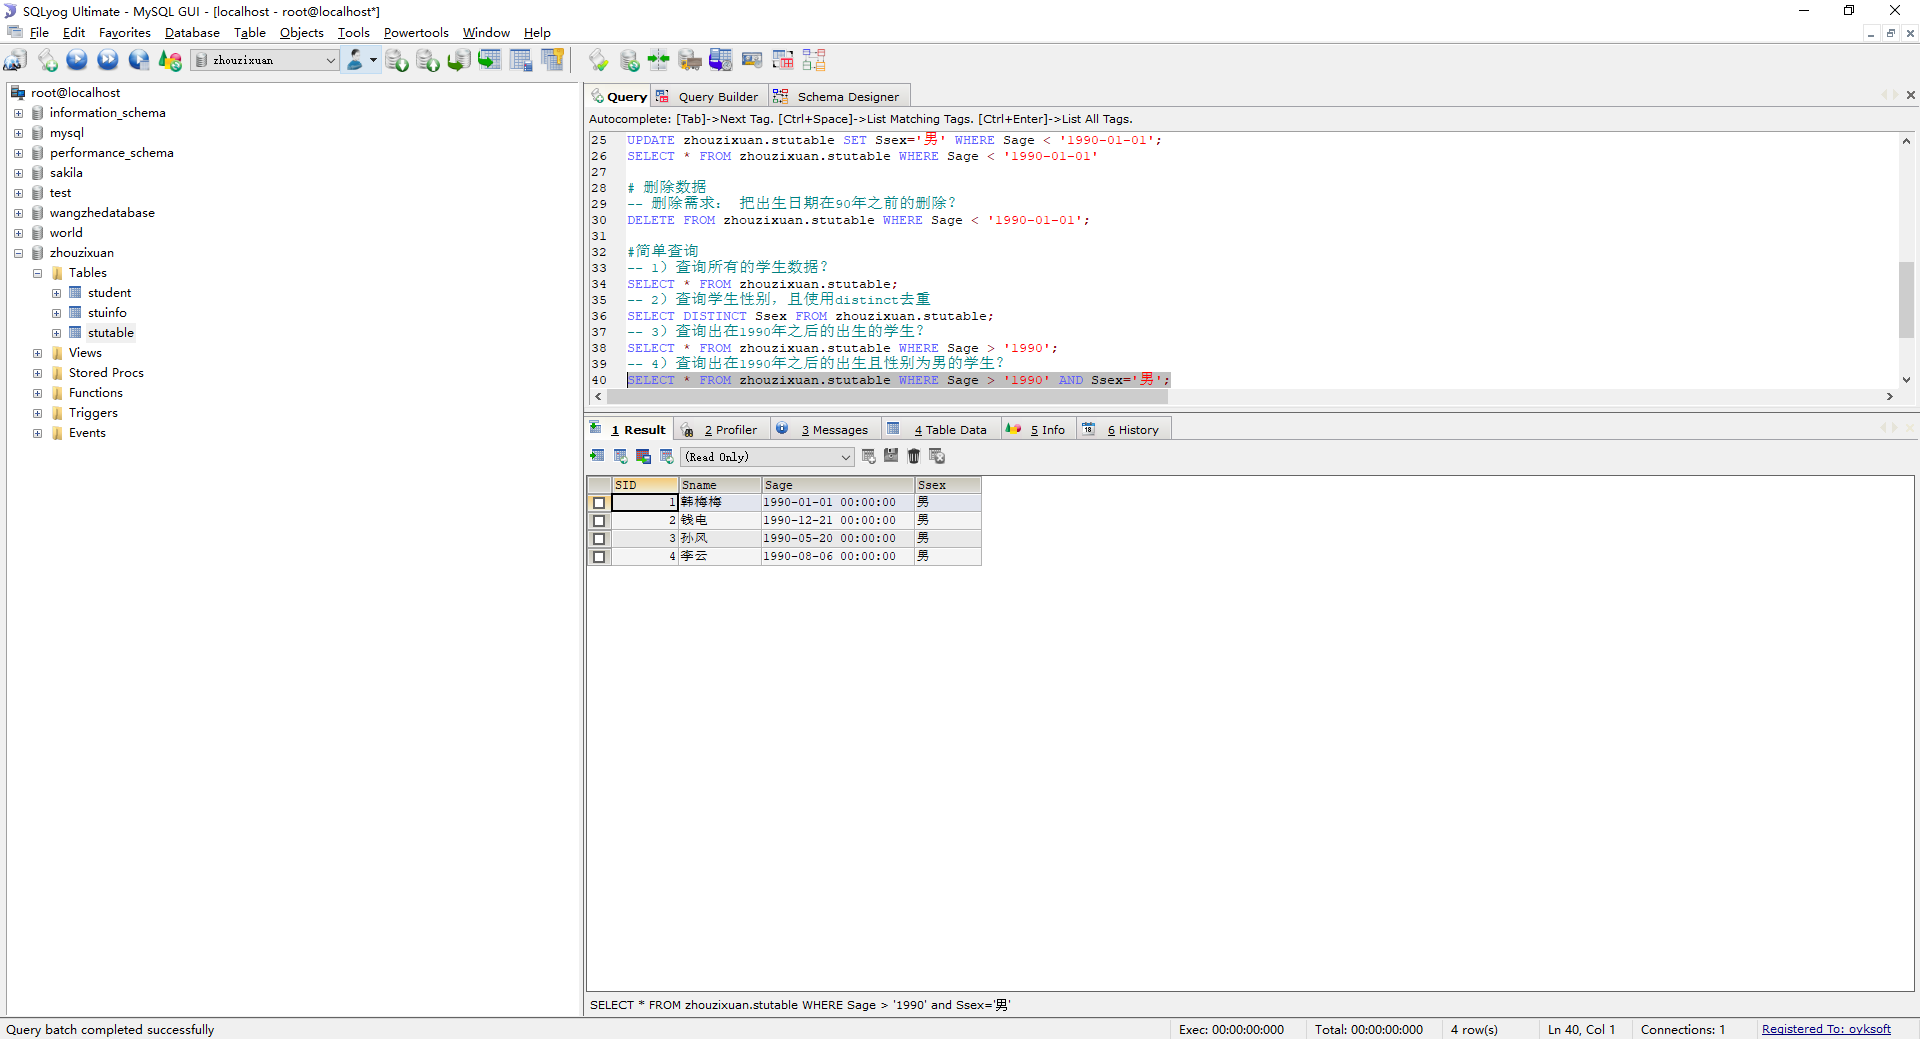 SQLyog Ultimate - MySQL GUI - [localhost - root@localhost*]
File Edit Favorites Database Table Objects Tools Powertools Window Help
zhouzixuan
root@localhost
information_schema
mysql
performance_schema
sakila
test
wangzhedatabase
world
zhouzixuan
Tables
student
stuinfo
stutable
Views
Stored Procs
Functions
Triggers
Events
Query Query Builder Schema Designer
Autocomplete: [Tab]->Next Tag. [Ctrl+Space]->List Matching Tags. [Ctrl+Enter]->List All Tags.
25 UPDATE zhouzixuan.stutable SET Ssex='男' WHERE Sage < '1990-01-01';
26 SELECT * FROM zhouzixuan.stutable WHERE Sage < '1990-01-01'
27
28 # 删除数据
29 -- 删除需求： 把出生日期在90年之前的删除？
30 DELETE FROM zhouzixuan.stutable WHERE Sage < '1990-01-01';
31
32 #简单查询
33 -- 1）查询所有的学生数据？
34 SELECT * FROM zhouzixuan.stutable;
35 -- 2）查询学生性别，且使用distinct去重
36 SELECT DISTINCT Ssex FROM zhouzixuan.stutable;
37 -- 3）查询出在1990年之后的出生的学生？
38 SELECT * FROM zhouzixuan.stutable WHERE Sage > '1990';
39 -- 4）查询出在1990年之后的出生且性别为男的学生？
40 SELECT * FROM zhouzixuan.stutable WHERE Sage > '1990' AND Ssex='男';
1 Result 2 Profiler 3 Messages 4 Table Data 5 Info 6 History
(Read Only)
SID Sname Sage Ssex
1 韩梅梅 1990-01-01 00:00:00 男
2 钱电 1990-12-21 00:00:00 男
3 孙风 1990-05-20 00:00:00 男
4 李云 1990-08-06 00:00:00 男
SELECT * FROM zhouzixuan.stutable WHERE Sage > '1990' and Ssex='男'
Query batch completed successfully
Exec: 00:00:00:000 Total: 00:00:00:000 4 row(s) Ln 40, Col 1 Connections: 1 Registered To: ovksoft